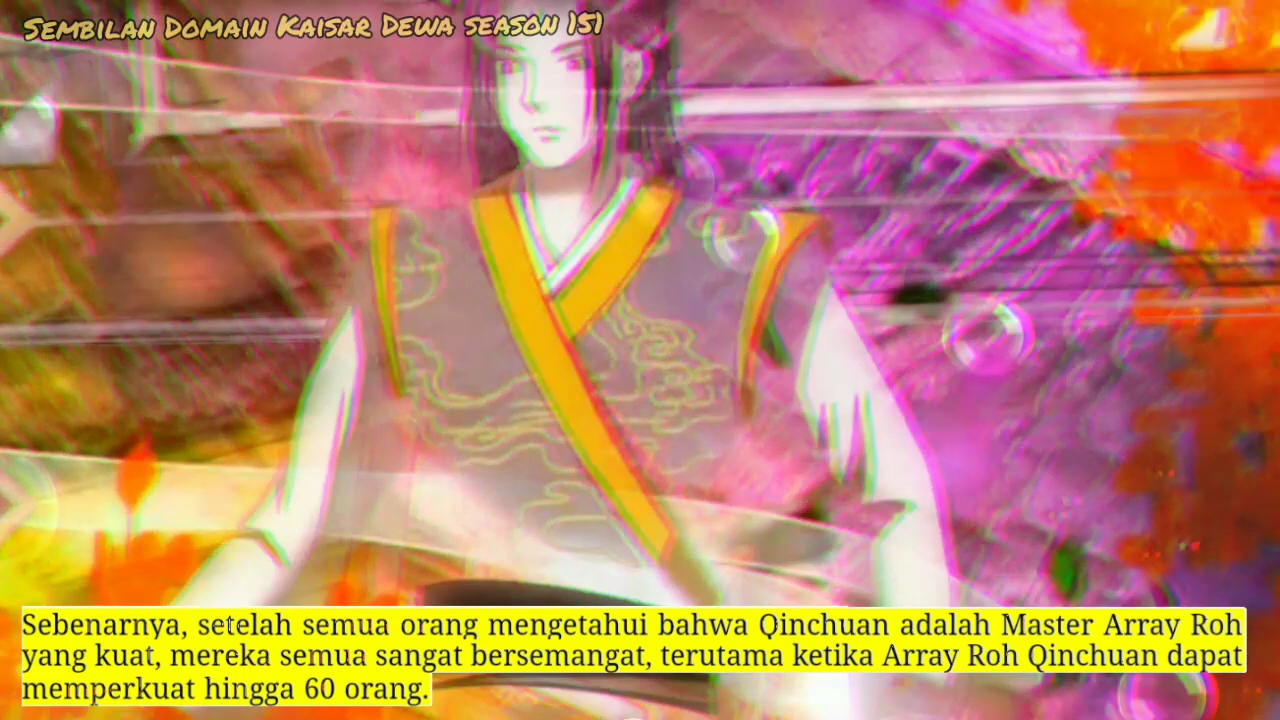 Sembilan Domain Kaisar Dewa season 151
Sebenarnya, setelah semua orang mengetahui bahwa Qinchuan adalah Master Array Roh
yang kuat, mereka semua sangat bersemangat, terutama ketika Array Roh Qinchuan dapat
memperkuat hingga 60 orang.